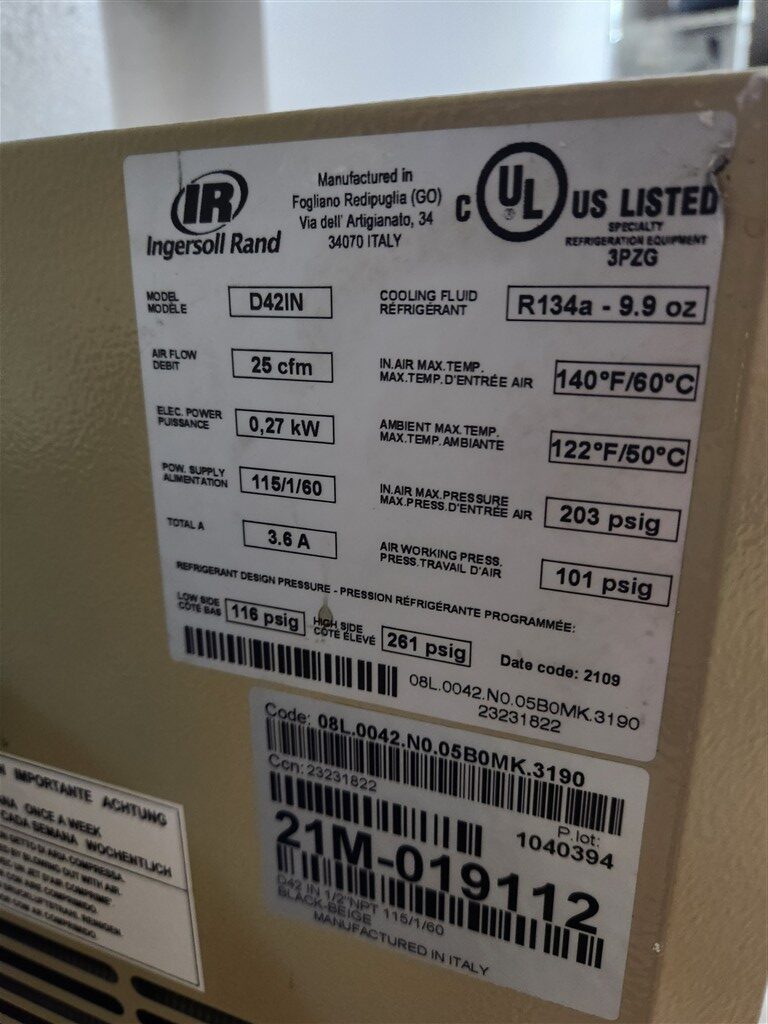 IR
Ingersoll Rand
Manufactured in
Fogliano Redipuglia (GO)
Via dell' Artigianato, 34
34070 ITALY
C UL US LISTED
SPECIALTY
REFRIGERATION EQUIPMENT
3PZG
MODEL
MODÈLE
D42IN
COOLING FLUID
RÉFRIGÉRANT
R134a - 9.9 oz
AIR FLOW
DEBIT
25 cfm
IN.AIR MAX.TEMP.
MAX.TEMP.D'ENTRÉE AIR
140°F/60°C
ELEC. POWER
PUISSANCE
0,27 kW
AMBIENT MAX.TEMP.
MAX.TEMP.AMBIANTE
122°F/50°C
POW. SUPPLY
ALIMENTATION
115/1/60
IN.AIR MAX.PRESSURE
MAX.PRESS.D'ENTRÉE AIR
203 psig
TOTAL A
3.6 A
AIR WORKING PRESS.
PRESS.TRAVAIL D'AIR
101 psig
REFRIGERANT DESIGN PRESSURE - PRESSION RÉFRIGÉRANTE PROGRAMMÉE:
LOW SIDE
CÔTÉ BAS
116 psig
HIGH SIDE
CÔTÉ ÉLEVÉ
261 psig
Date code: 2109
08L.0042.N0.05B0MK.3190
23231822
Code: 08L.0042.N0.05B0MK.3190
Ccn: 23231822
P.lot:
1040394
21M-019112
D42 IN 1/2"NPT 115/1/60
BLACK-BEIGE
MANUFACTURED IN ITALY
IMPORTANTE ACHTUNG
ONCE A WEEK
CADA SEMANA WOCHENTLICH